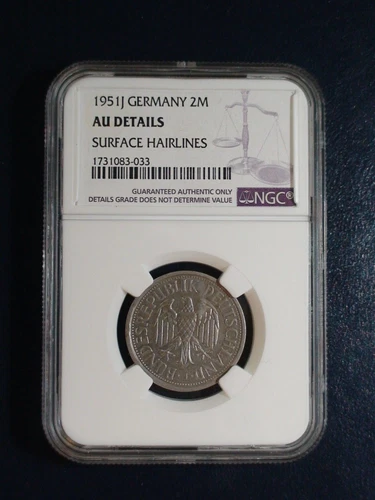 1951J GERMANY 2M
AU DETAILS
SURFACE HAIRLINES
1731083-033
GUARANTEED AUTHENTIC ONLY
DETAILS GRADE DOES NOT DETERMINE VALUE
NGC®
BUNDESREPUBLIK DEUTSCHLAND
J